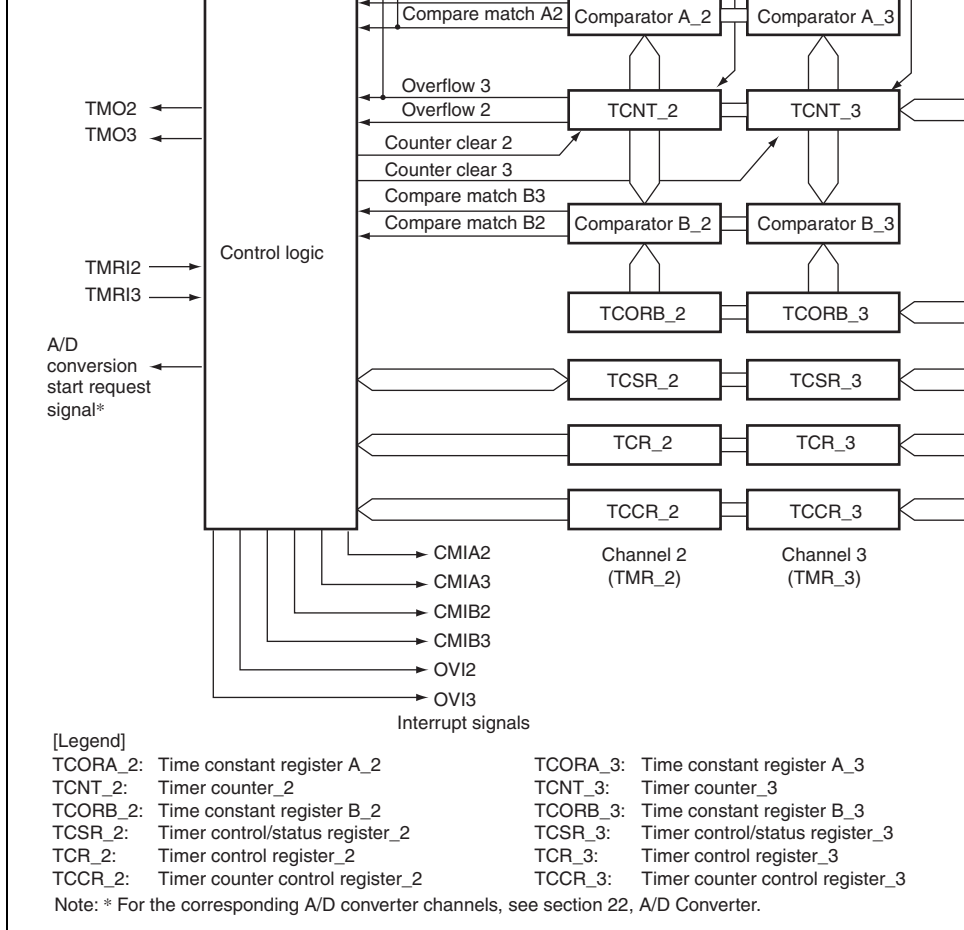 Compare match A2
Comparator A_2
Comparator A_3
Overflow 3
TMO2
Overflow 2
TCNT_2
TCNT_3
TMO3
Counter clear 2
Counter clear 3
Compare match B3
Compare match B2
Comparator B_2
Comparator B_3
Control logic
TMRI2
TMRI3
TCORB_2
TCORB_3
A/D
conversion
start request
signal*
TCSR_2
TCSR_3
TCR_2
TCR_3
TCCR_2
TCCR_3
CMIA2
Channel 2
(TMR_2)
Channel 3
(TMR_3)
CMIA3
CMIB2
CMIB3
OVI2
OVI3
Interrupt signals
[Legend]
TCORA_2: Time constant register A_2 TCORA_3: Time constant register A_3
TCNT_2: Timer counter_2 TCNT_3: Timer counter_3
TCORB_2: Time constant register B_2 TCORB_3: Time constant register B_3
TCSR_2: Timer control/status register_2 TCSR_3: Timer control/status register_3
TCR_2: Timer control register_2 TCR_3: Timer control register_3
TCCR_2: Timer counter control register_2 TCCR_3: Timer counter control register_3
Note: * For the corresponding A/D converter channels, see section 22, A/D Converter.